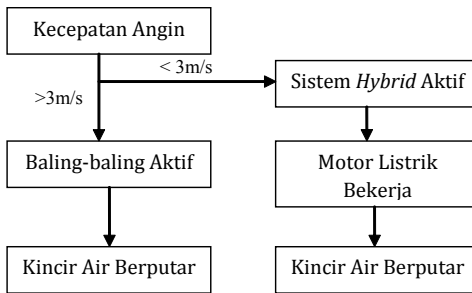 Kecepatan Angin
< 3m/s
Sistem Hybrid Aktif
>3m/s
Baling-baling Aktif
Motor Listrik
Bekerja
Kincir Air Berputar
Kincir Air Berputar